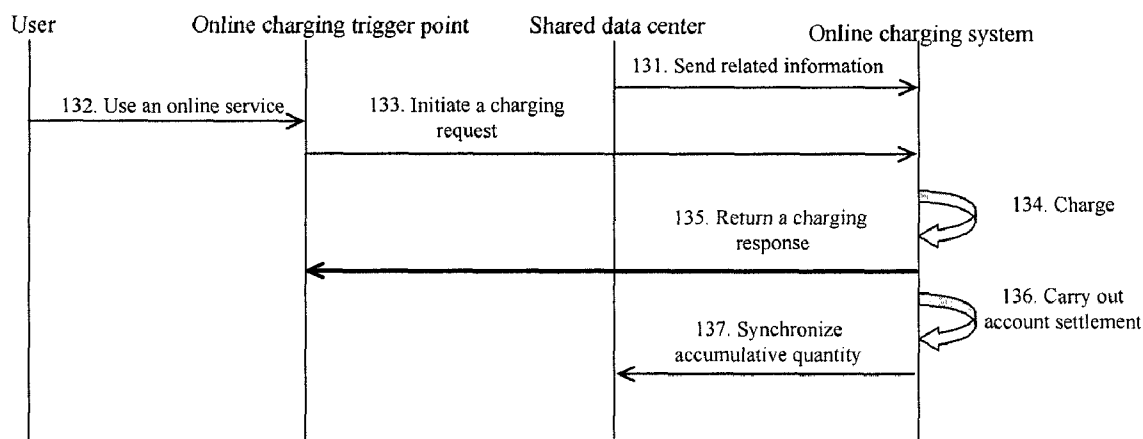 User
Online charging trigger point
Shared data center
Online charging system
131. Send related information
132. Use an online service
133. Initiate a charging
request
134. Charge
135. Return a charging
response
136. Carry out
account settlement
137. Synchronize
accumulative quantity